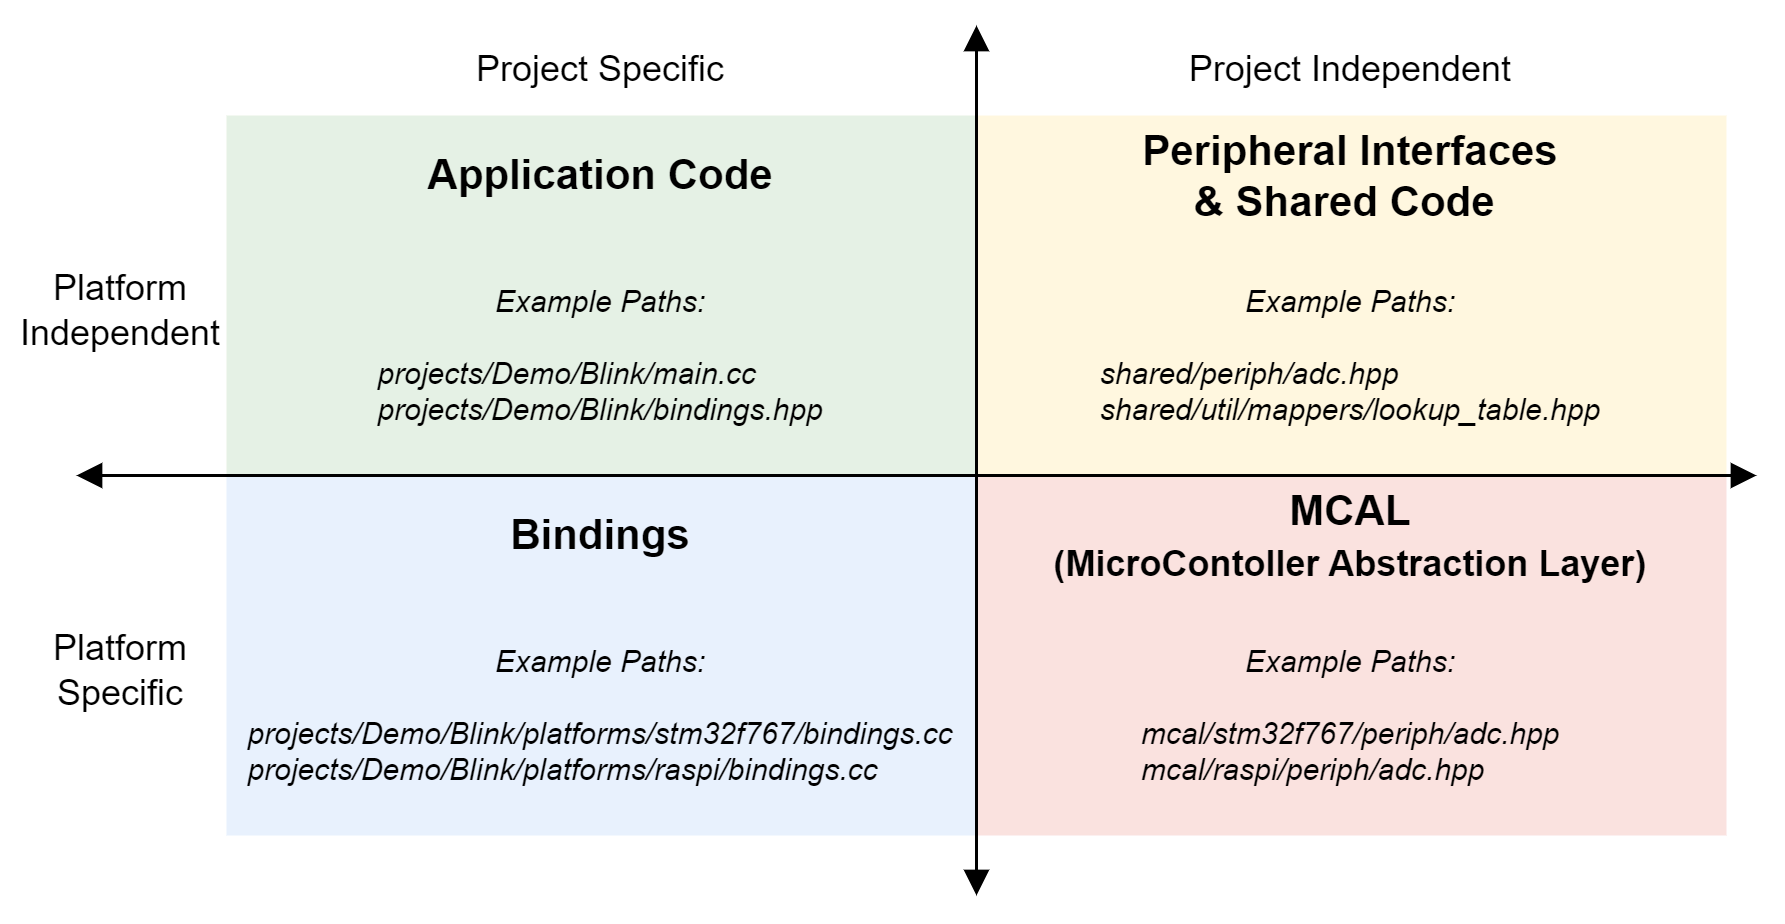 Project Specific
Project Independent
Application Code
Peripheral Interfaces
& Shared Code
Platform
Independent
Example Paths:
projects/Demo/Blink/main.cc
projects/Demo/Blink/bindings.hpp
Example Paths:
shared/periph/adc.hpp
shared/util/mappers/lookup_table.hpp
Bindings
MCAL
(MicroContoller Abstraction Layer)
Platform
Specific
Example Paths:
projects/Demo/Blink/platforms/stm32f767/bindings.cc
projects/Demo/Blink/platforms/raspi/bindings.cc
Example Paths:
mcal/stm32f767/periph/adc.hpp
mcal/raspi/periph/adc.hpp